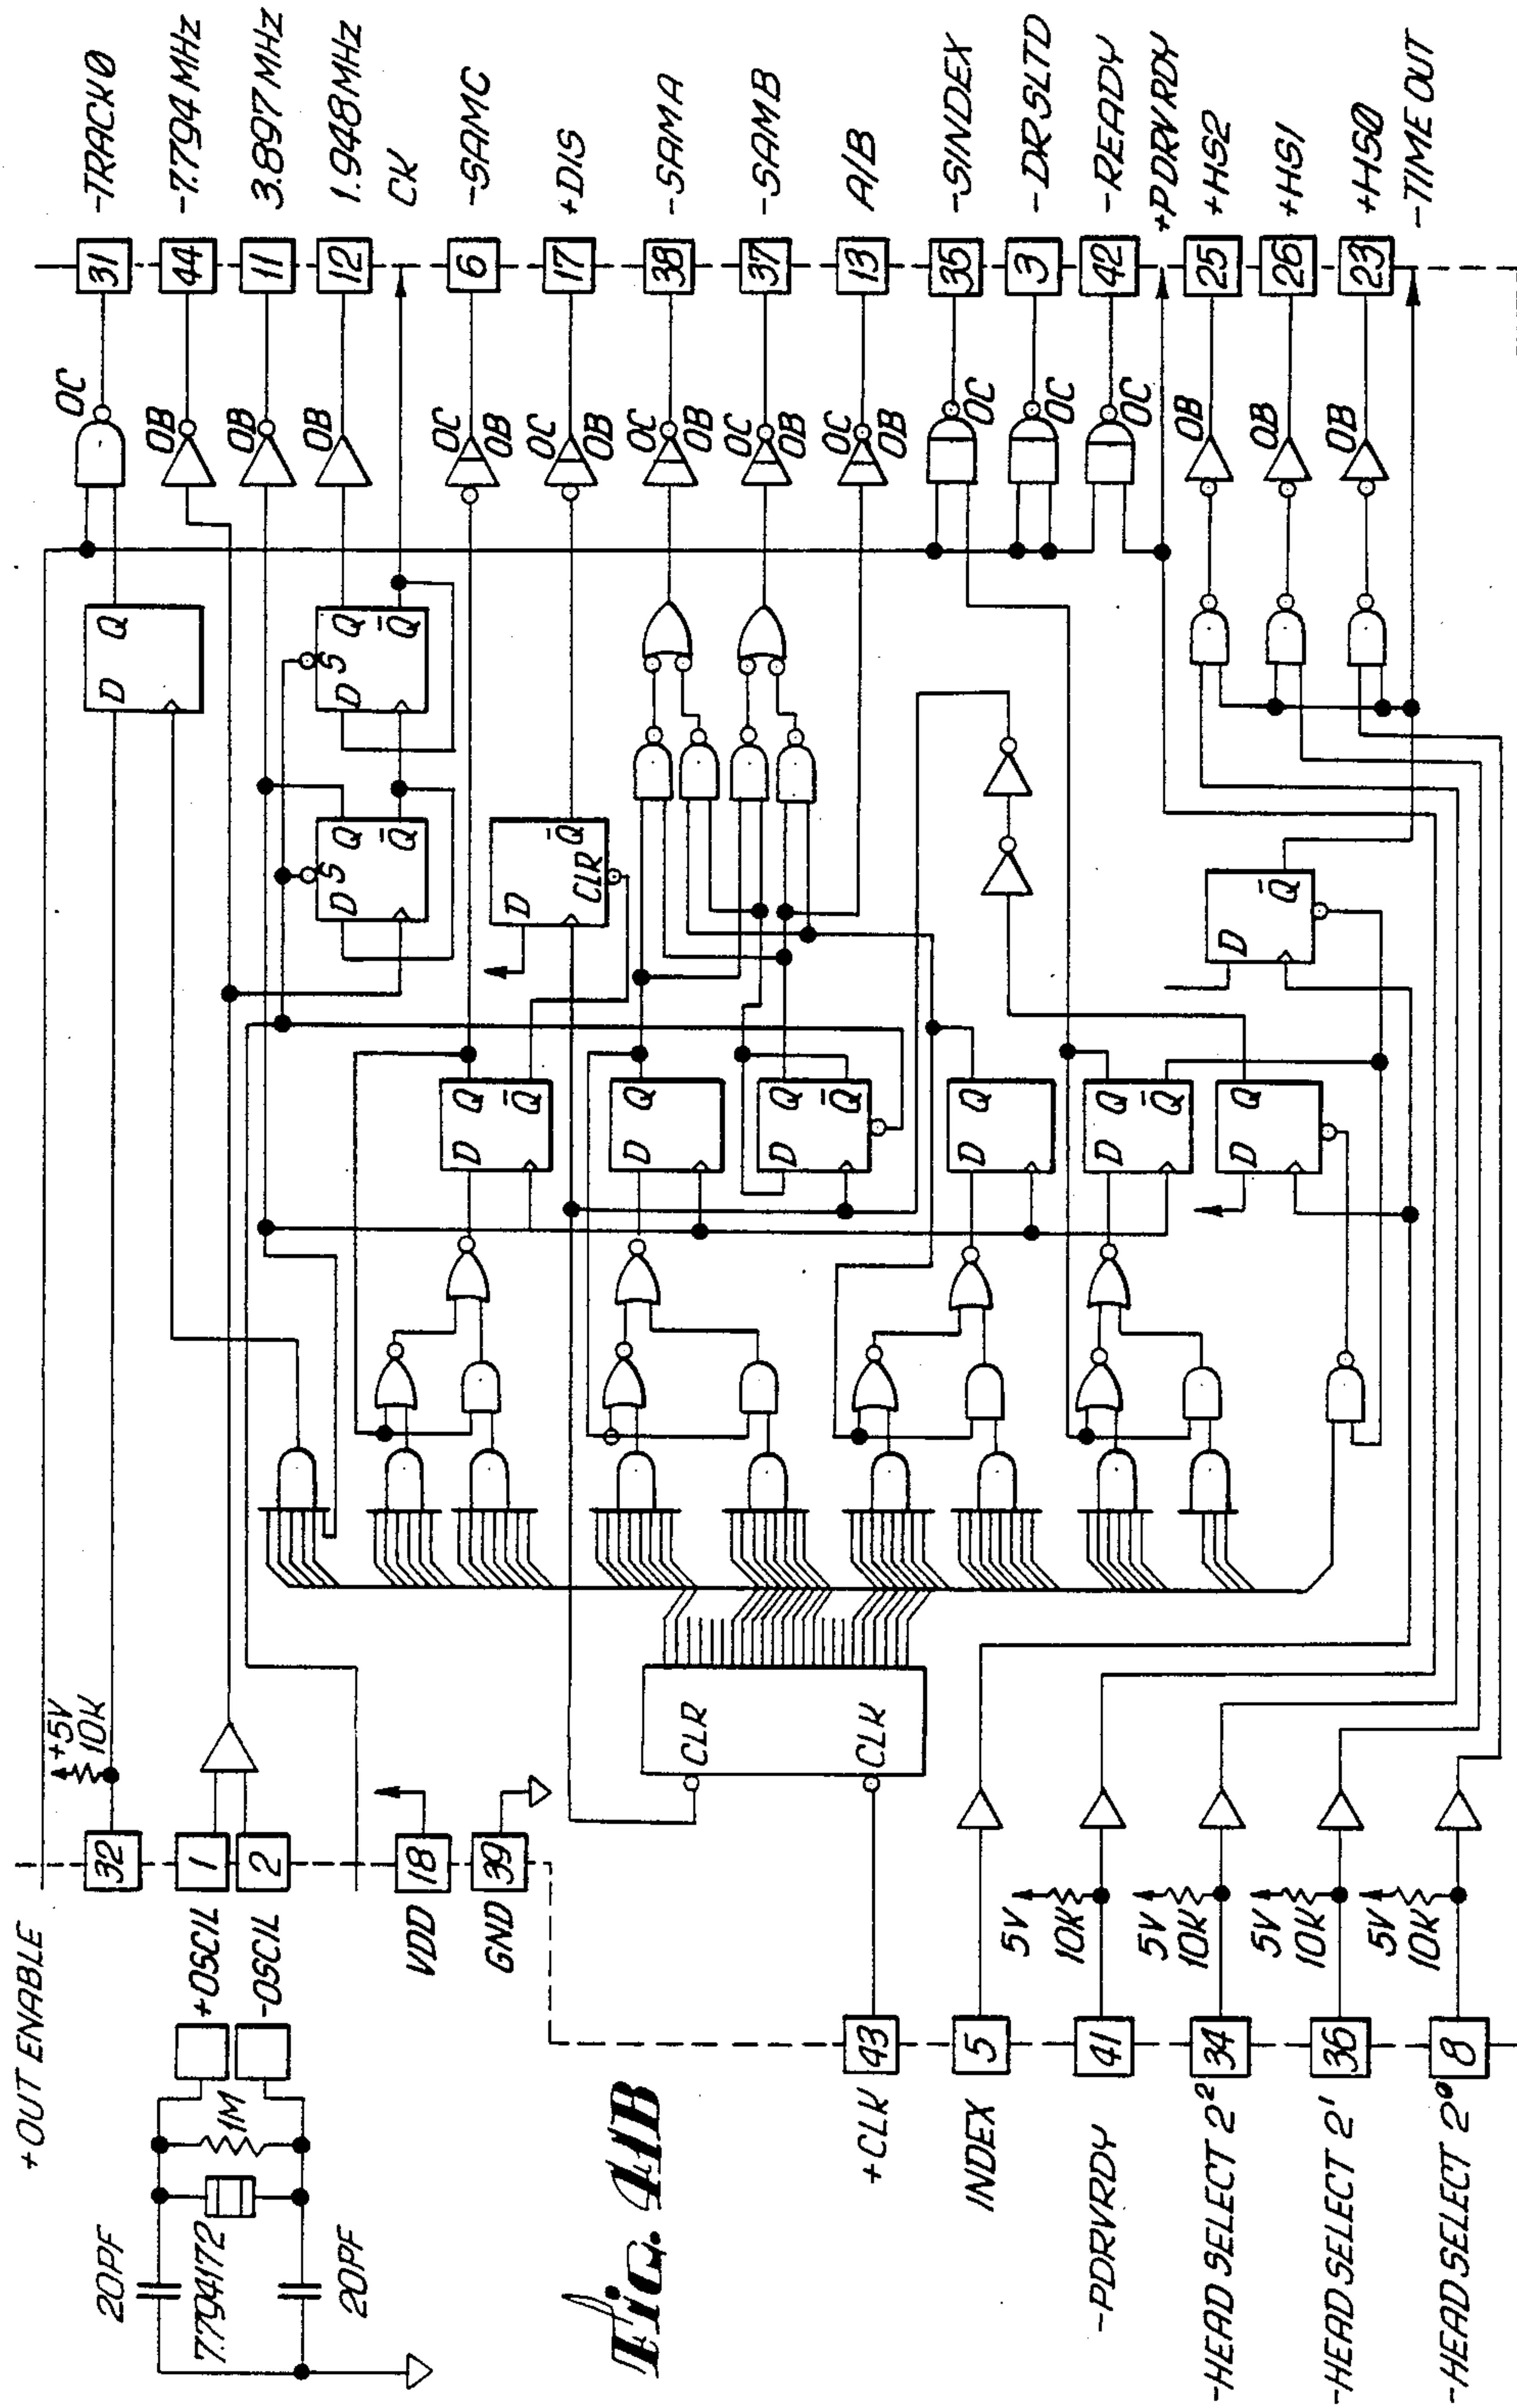 +OUT ENABLE
20PF
7.794172
20PF
1M
+OSCIL
-OSCIL
32
1
2
+5V
10K
VDD 18
GND 39
Fig. 41B
+CLK 43
INDEX 5
-PDRVRDY 41
5V
10K
-HEAD SELECT 2² 34
5V
10K
-HEAD SELECT 2¹ 36
5V
10K
-HEAD SELECT 2⁰ 8
5V
10K
CLR
CLK
D Q
D S Q
Q̅
D S Q
Q̅
D Q
Q̅
D Q̅
CLR
D Q
D Q
Q̅
D Q
D Q
Q̅
D Q
D Q̅
OC 31 -TRACK0
OB 44 -7.794 MHz
OB 11 3.897 MHz
OB 12 1.948 MHz
CK
OC OB 6 -SAMC
OC OB 17 +DIS
OC OB 38 -SAMA
OC OB 37 -SAMB
OC OB 13 A/B
OC 35 -SINDEX
OC 3 -DRSLTD
OC 42 -READY
+PDRVRDY
OB 25 +HS2
OB 26 +HS1
OB 23 +HS0
-TIME OUT